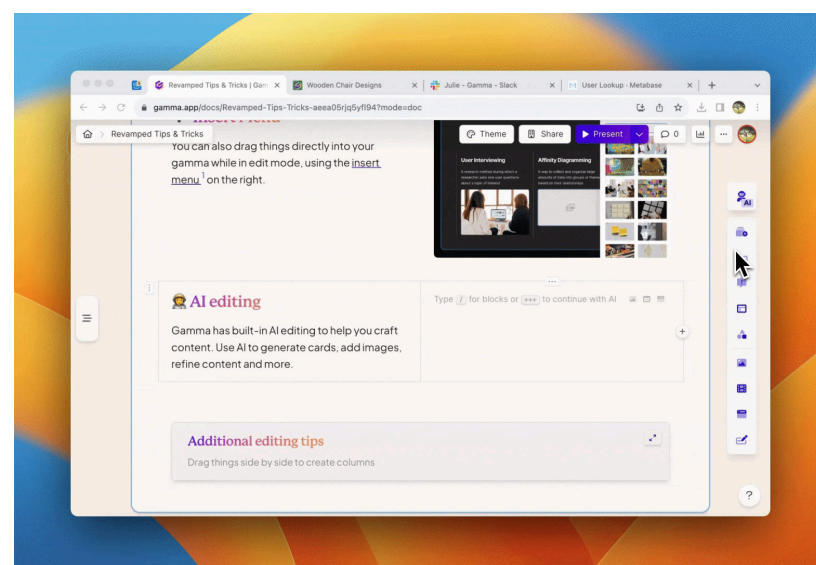 Revamped Tips & Tricks | Gam
Wooden Chair Designs
Julie - Gamma - Slack
User Lookup · Metabase
gamma.app/docs/Revamped-Tips-Tricks-aeea05rjq5yfl94?mode=doc
Revamped Tips & Tricks
Theme
Share
Present
0
Insert Menu
You can also drag things directly into your
gamma while in edit mode, using the insert
menu 1 on the right.
User Interviewing
Affinity Diagramming
AI
AI editing
Type / for blocks or +++ to continue with AI
Gamma has built-in AI editing to help you craft
content. Use AI to generate cards, add images,
refine content and more.
Additional editing tips
Drag things side by side to create columns
?